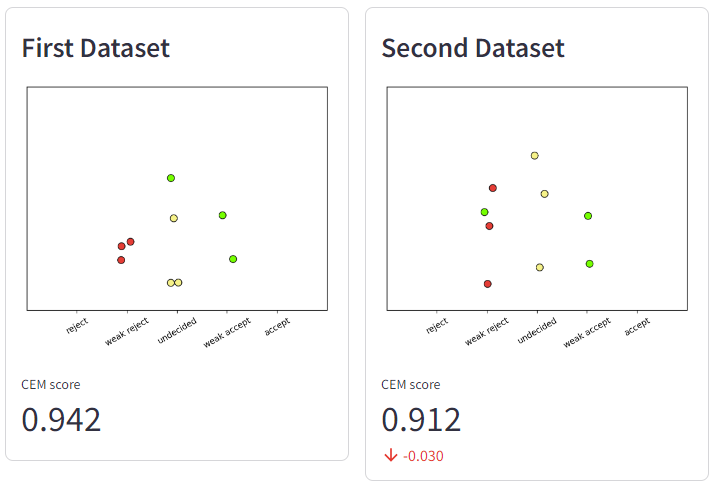 First Dataset
reject
weak reject
undecided
weak accept
accept
CEM score
0.942
Second Dataset
reject
weak reject
undecided
weak accept
accept
CEM score
0.912
-0.030